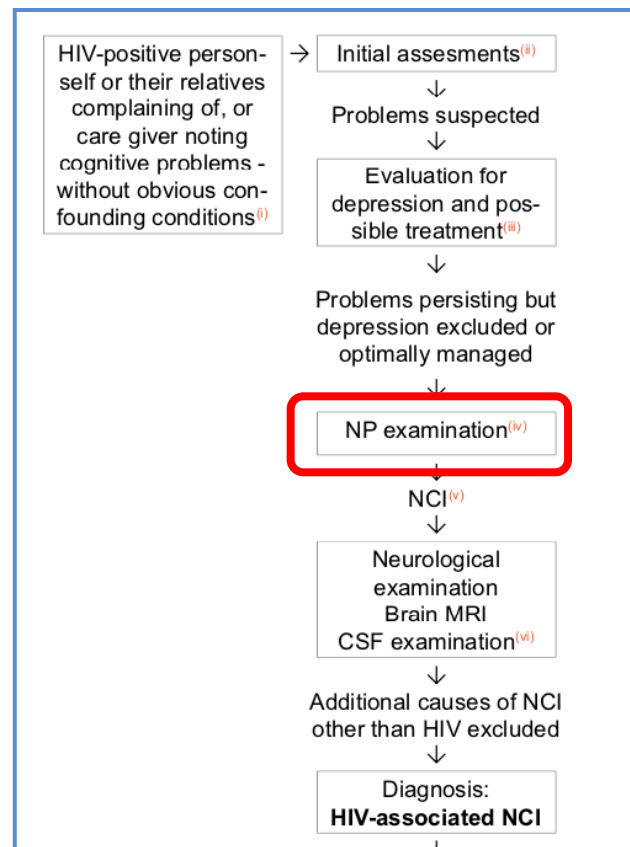 HIV-positive person-
self or their relatives
complaining of, or
care giver noting
cognitive problems -
without obvious con-
founding conditions(i)
→ Initial assesments(ii)
↓
Problems suspected
↓
Evaluation for
depression and pos-
sible treatment(iii)
↓
Problems persisting but
depression excluded or
optimally managed
↓
NP examination(iv)
↓
NCI(v)
↓
Neurological
examination
Brain MRI
CSF examination(vi)
↓
Additional causes of NCI
other than HIV excluded
↓
Diagnosis:
HIV-associated NCI